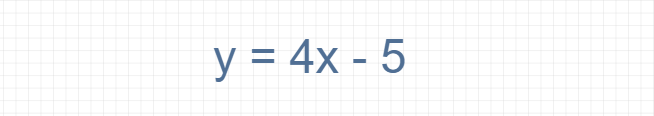 y = 4x - 5